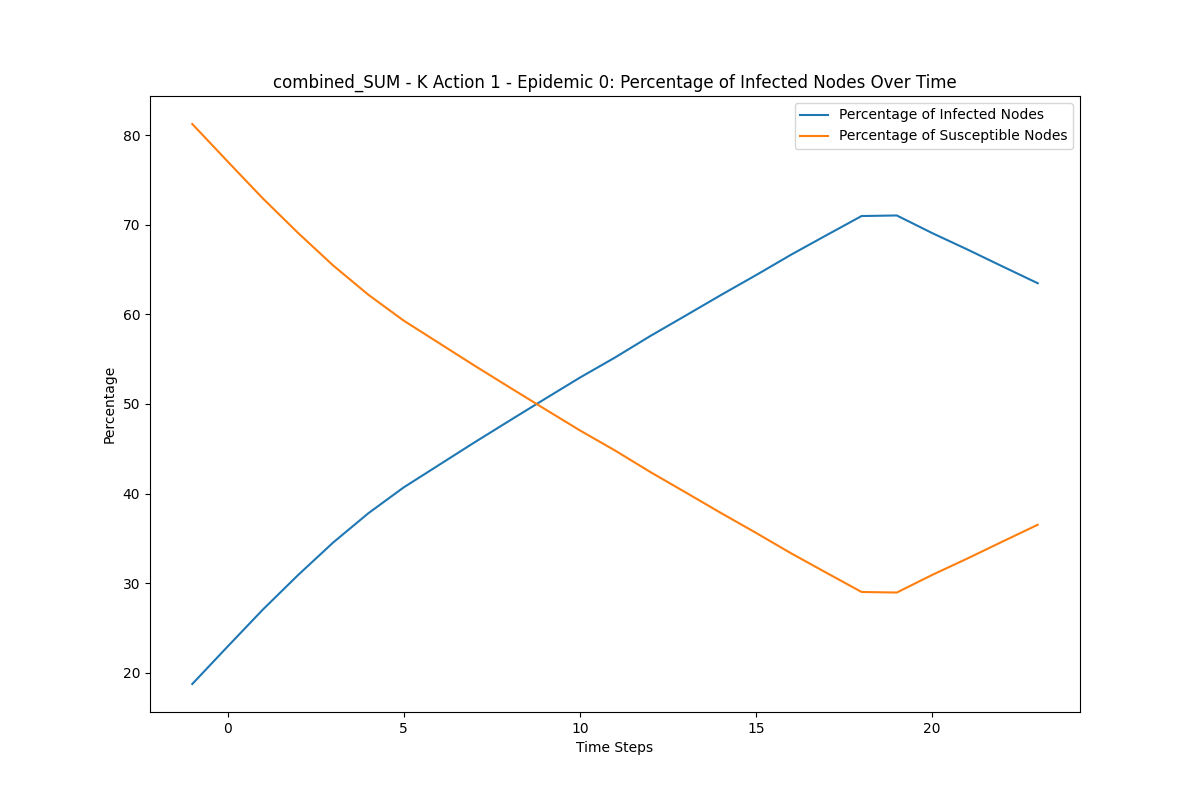 combined_SUM - K Action 1 - Epidemic 0: Percentage of Infected Nodes Over Time
Percentage of Infected Nodes
Percentage of Susceptible Nodes
80
70
60
50
40
30
20
Percentage
0 5 10 15 20
Time Steps